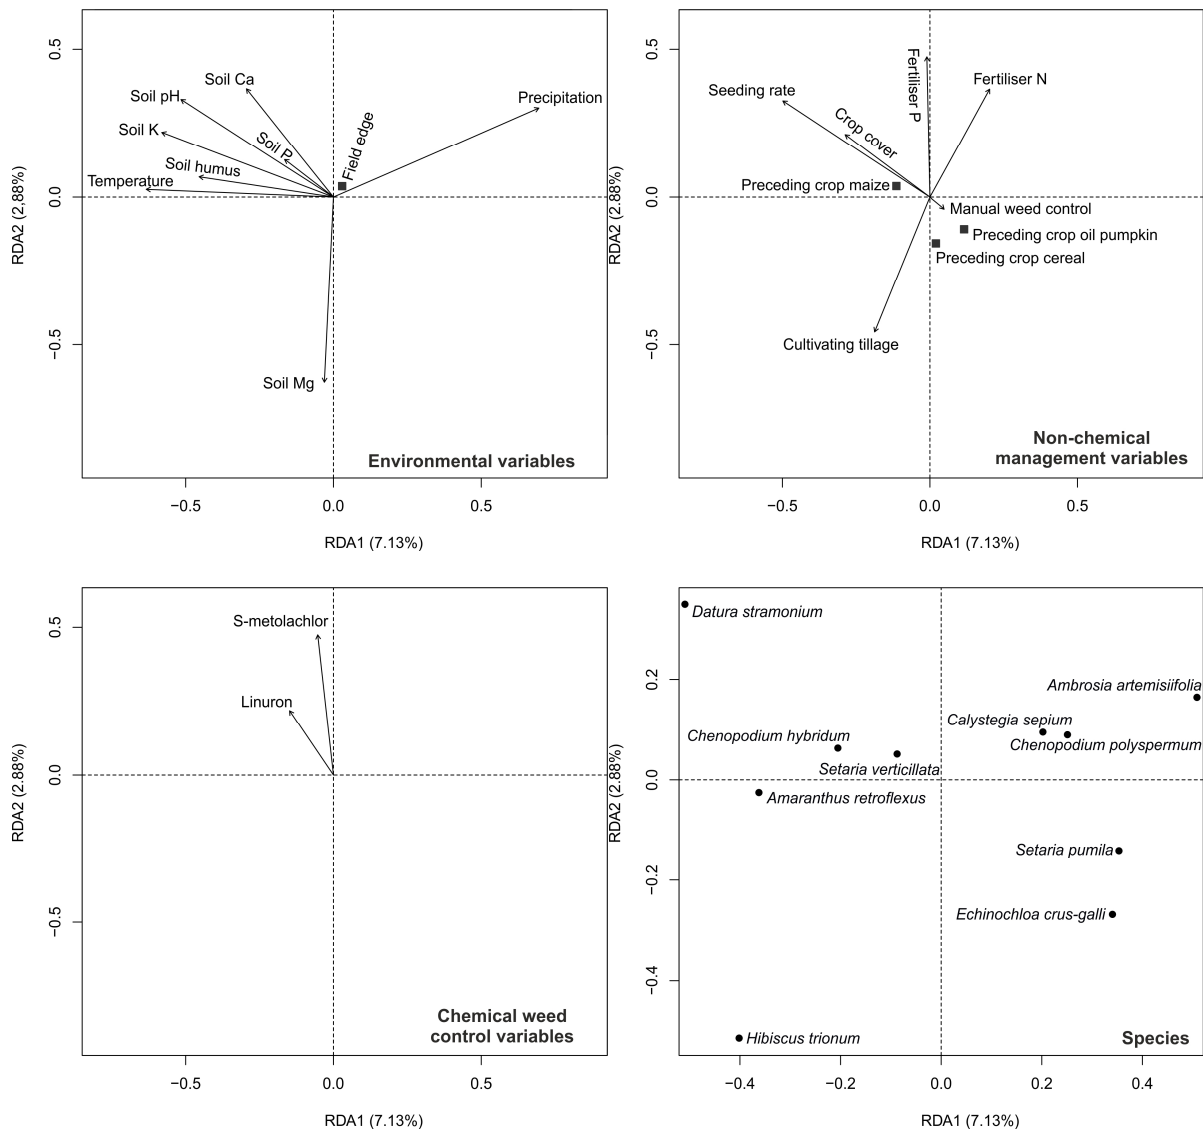 0.5
0.0
−0.5
RDA2 (2,88%)
Soil Ca
Soil pH
Soil K
Soil P
Soil humus
Temperature
Field edge
Precipitation
Soil Mg
Environmental variables
−0.5
0.0
0.5
RDA1 (7.13%)
0.5
0.0
−0.5
RDA2 (2.88%)
Seeding rate
Crop cover
Fertiliser P
Fertiliser N
Preceding crop maize
Manual weed control
Preceding crop oil pumpkin
Preceding crop cereal
Cultivating tillage
Non-chemical
management variables
−0.5
0.0
0.5
RDA1 (7.13%)
0.5
0.0
−0.5
RDA2 (2.88%)
S-metolachlor
Linuron
Chemical weed
control variables
−0.5
0.0
0.5
RDA1 (7.13%)
0.2
0.0
−0.2
−0.4
RDA2 (2.88%)
Datura stramonium
Ambrosia artemisiifolia
Calystegia sepium
Chenopodium hybridum
Chenopodium polyspermum
Setaria verticillata
Amaranthus retroflexus
Setaria pumila
Echinochloa crus-galli
Hibiscus trionum
Species
−0.4
−0.2
0.0
0.2
0.4
RDA1 (7.13%)